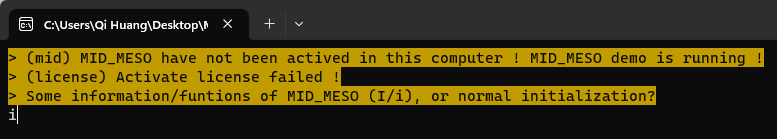 C:\Users\Qi Huang\Desktop\M
> (mid) MID_MESO have not been actived in this computer ! MID_MESO demo is running !
> (license) Activate license failed !
> Some information/funtions of MID_MESO (I/i), or normal initialization?
i